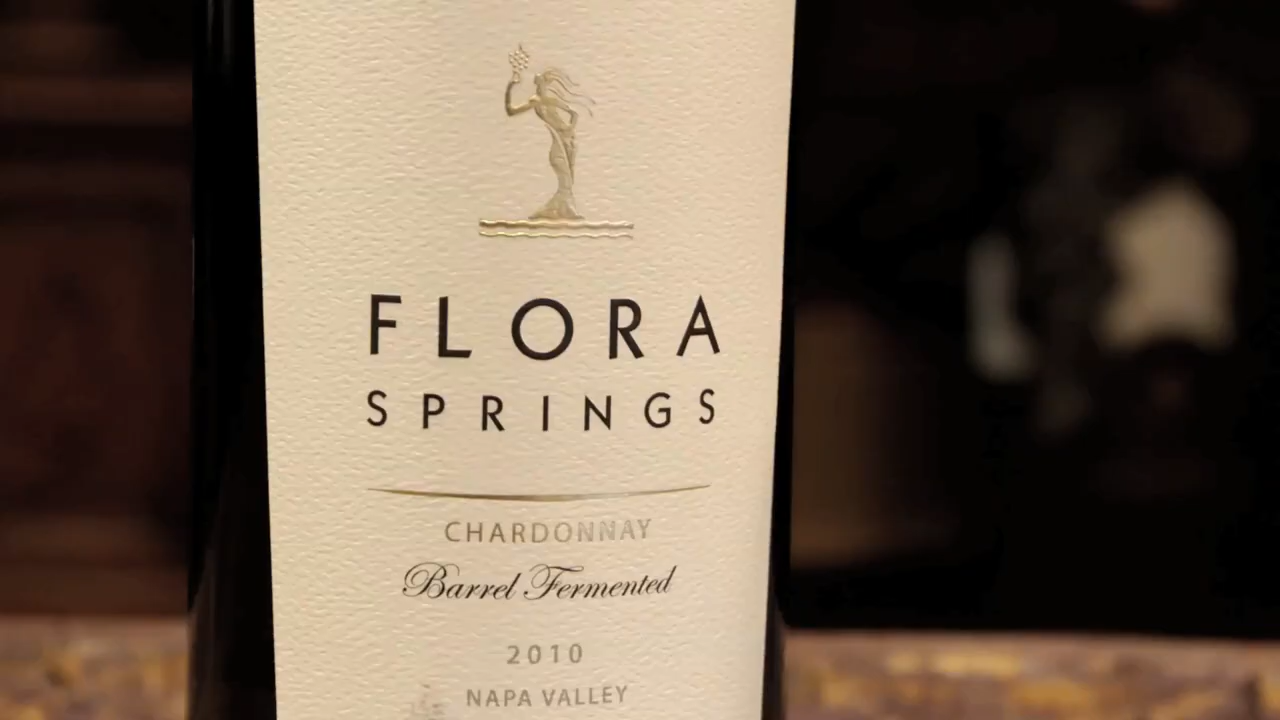 FLORA
SPRINGS
CHARDONNAY
Barrel Fermented
2010
NAPA VALLEY